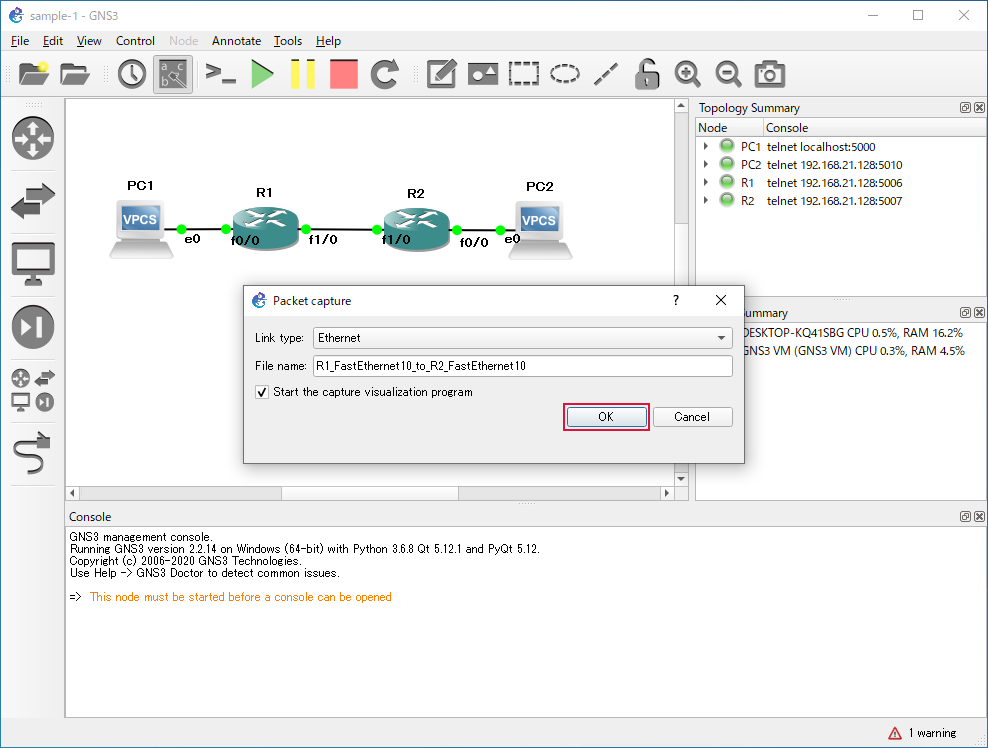 sample-1 - GNS3
File Edit View Control Node Annotate Tools Help
a b c
Topology Summary
Node Console
PC1 telnet localhost:5000
PC2 telnet 192.168.21.128:5010
R1 telnet 192.168.21.128:5006
R2 telnet 192.168.21.128:5007
PC1
R1
R2
PC2
VPCS
VPCS
e0
f0/0
f1/0
f1/0
f0/0
e0
Packet capture
?
Link type: Ethernet
File name: R1_FastEthernet10_to_R2_FastEthernet10
Start the capture visualization program
OK
Cancel
ummary
DESKTOP-KQ41SBG CPU 0.5%, RAM 16.2%
GNS3 VM (GNS3 VM) CPU 0.3%, RAM 4.5%
Console
GNS3 management console.
Running GNS3 version 2.2.14 on Windows (64-bit) with Python 3.6.8 Qt 5.12.1 and PyQt 5.12.
Copyright (c) 2006-2020 GNS3 Technologies.
Use Help -> GNS3 Doctor to detect common issues.
=> This node must be started before a console can be opened
1 warning